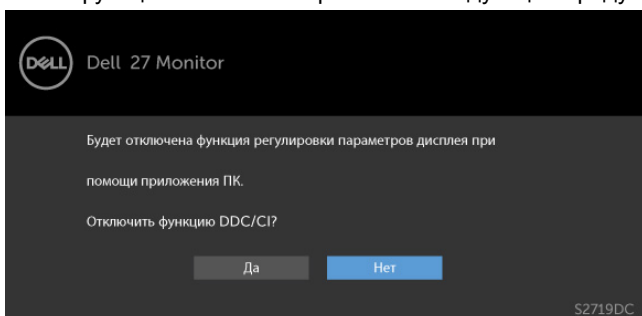 DELL Dell 27 Monitor
Будет отключена функция регулировки параметров дисплея при
помощи приложения ПК.
Отключить функцию DDC/CI?
Да Нет
S2719DC